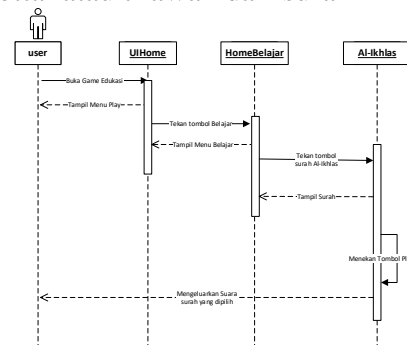 user
UIHome
HomeBelajar
Al-Ikhlas
Buka Game Edukasi
Tampil Menu Play
Tekan tombol Belajar
Tampil Menu Belajar
Tekan tombol
surah Al-Ikhlas
Tampil Surah
Menekan Tombol Pl
Mengeluarkan Suara
surah yang dipilih